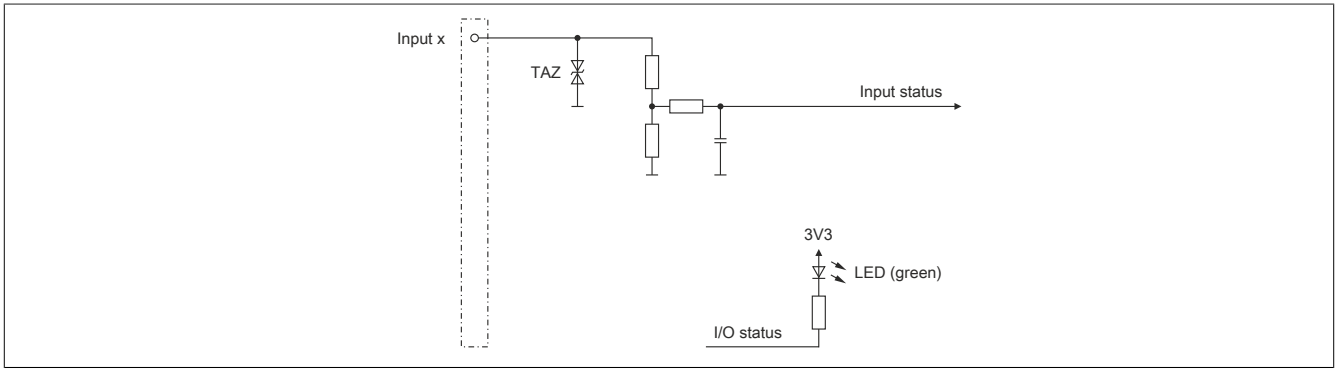 Input x
TAZ
Input status
3V3
LED (green)
I/O status